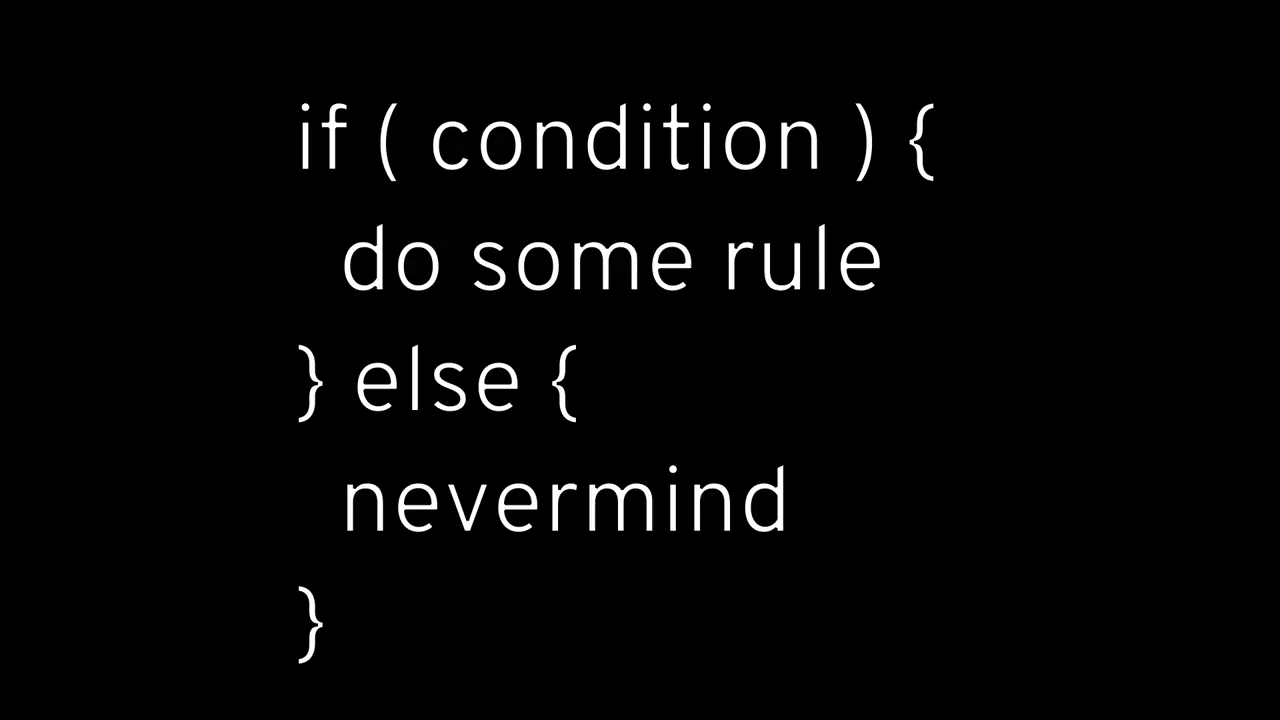 if ( condition ) {
do some rule
} else {
nevermind
}